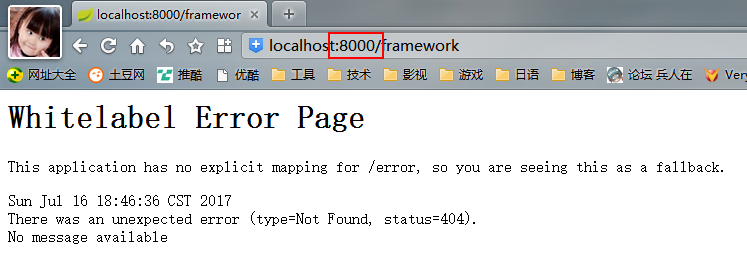 localhost:8000/framewor
localhost:8000/framework
网址大全 土豆网 推酷 优酷 工具 技术 影视 游戏 日语 博客 论坛 兵人在 Very
Whitelabel Error Page
This application has no explicit mapping for /error, so you are seeing this as a fallback.
Sun Jul 16 18:46:36 CST 2017
There was an unexpected error (type=Not Found, status=404).
No message available